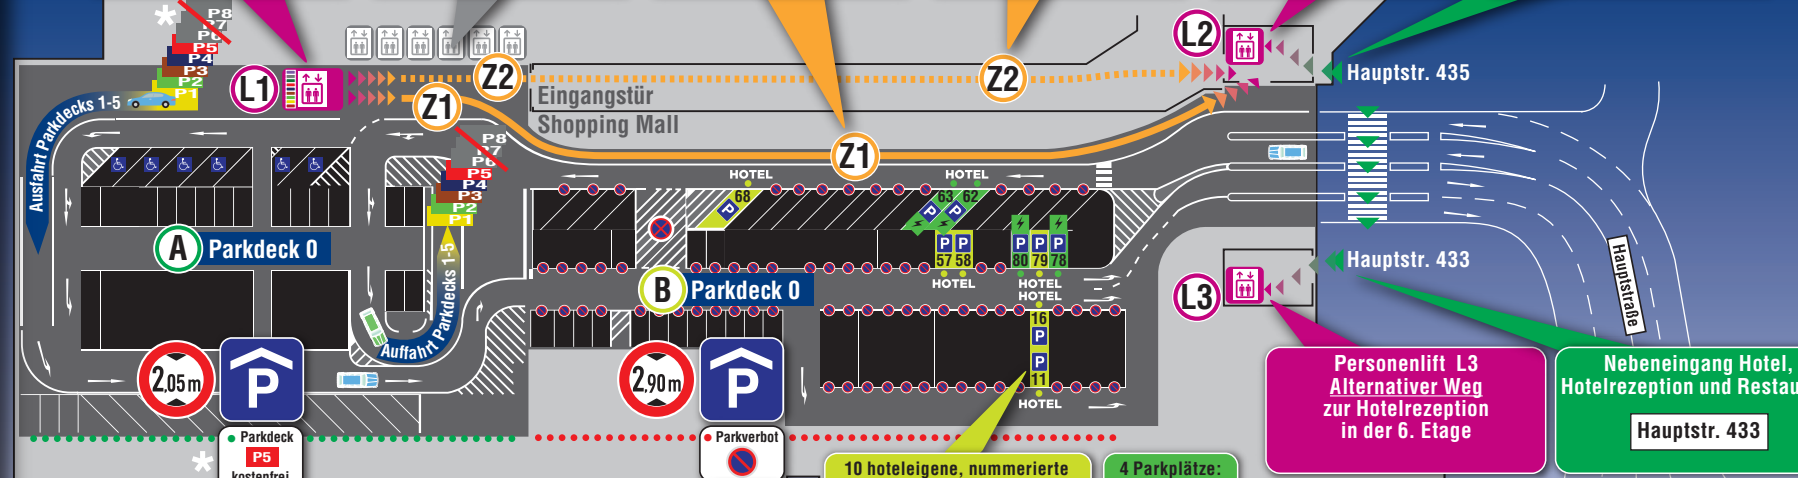 P8
P7
P6
P5
P4
P3
P2
P1
Ausfahrt Parkdecks 1-5
L1
Z2
Z1
Eingangstür
Shopping Mall
Z2
Z1
L2
Hauptstr. 435
P8
P7
P6
P5
P4
P3
P2
P1
Auffahrt Parkdecks 1-5
A
Parkdeck 0
HOTEL
68
P
HOTEL
63
62
P
P
P
P
P
P
P
57
58
80
79
78
HOTEL
HOTEL
HOTEL
B
Parkdeck 0
16
P
P
11
HOTEL
L3
Hauptstr. 433
Hauptstraße
2,05 m
P
2,90 m
P
Parkdeck
P5
kostenfrei
Parkverbot
10 hoteleigene, nummerierte
4 Parkplätze:
Personenlift L3
Alternativer Weg
zur Hotelrezeption
in der 6. Etage
Nebeneingang Hotel,
Hotelrezeption und Restau
Hauptstr. 433